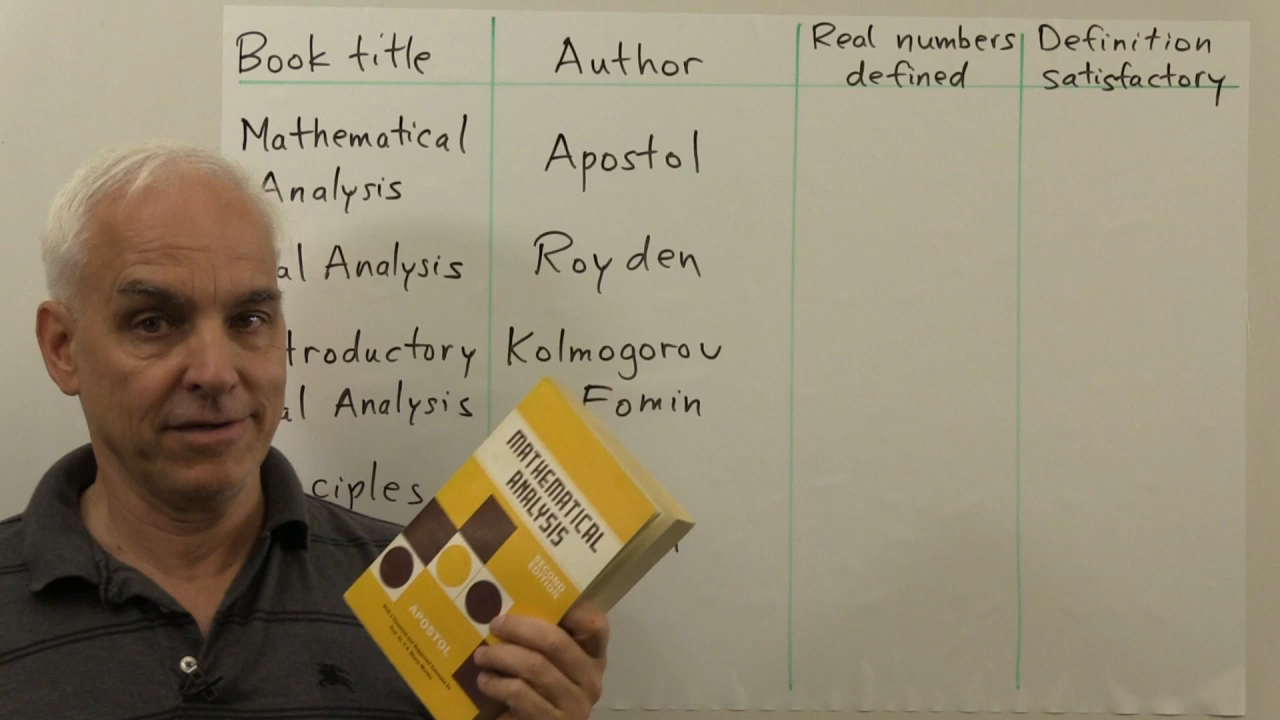 Book title
Author
Real numbers
defined
Definition
satisfactory
Mathematical
Analysis
Apostol
al Analysis
Royden
troductory
al Analysis
Kolmogorov
Fomin
ciples
MATHEMATICAL
ANALYSIS
SECOND
EDITION
APOSTOL